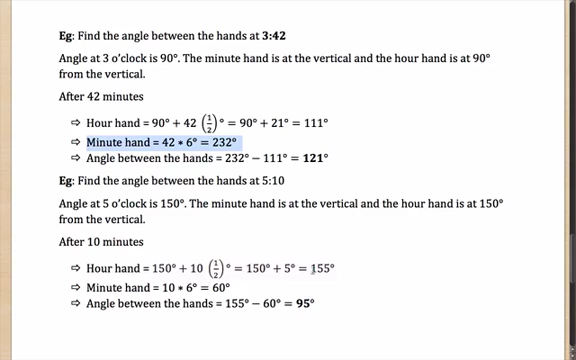 Eg: Find the angle between the hands at 3:42
Angle at 3 o'clock is 90°. The minute hand is at the vertical and the hour hand is at 90°
from the vertical.
After 42 minutes
⇨ Hour hand = 90° + 42 (1/2)° = 90° + 21° = 111°
⇨ Minute hand = 42 * 6° = 232°
⇨ Angle between the hands = 232° − 111° = 121°
Eg: Find the angle between the hands at 5:10
Angle at 5 o'clock is 150°. The minute hand is at the vertical and the hour hand is at 150°
from the vertical.
After 10 minutes
⇨ Hour hand = 150° + 10 (1/2)° = 150° + 5° = 155°
⇨ Minute hand = 10 * 6° = 60°
⇨ Angle between the hands = 155° − 60° = 95°